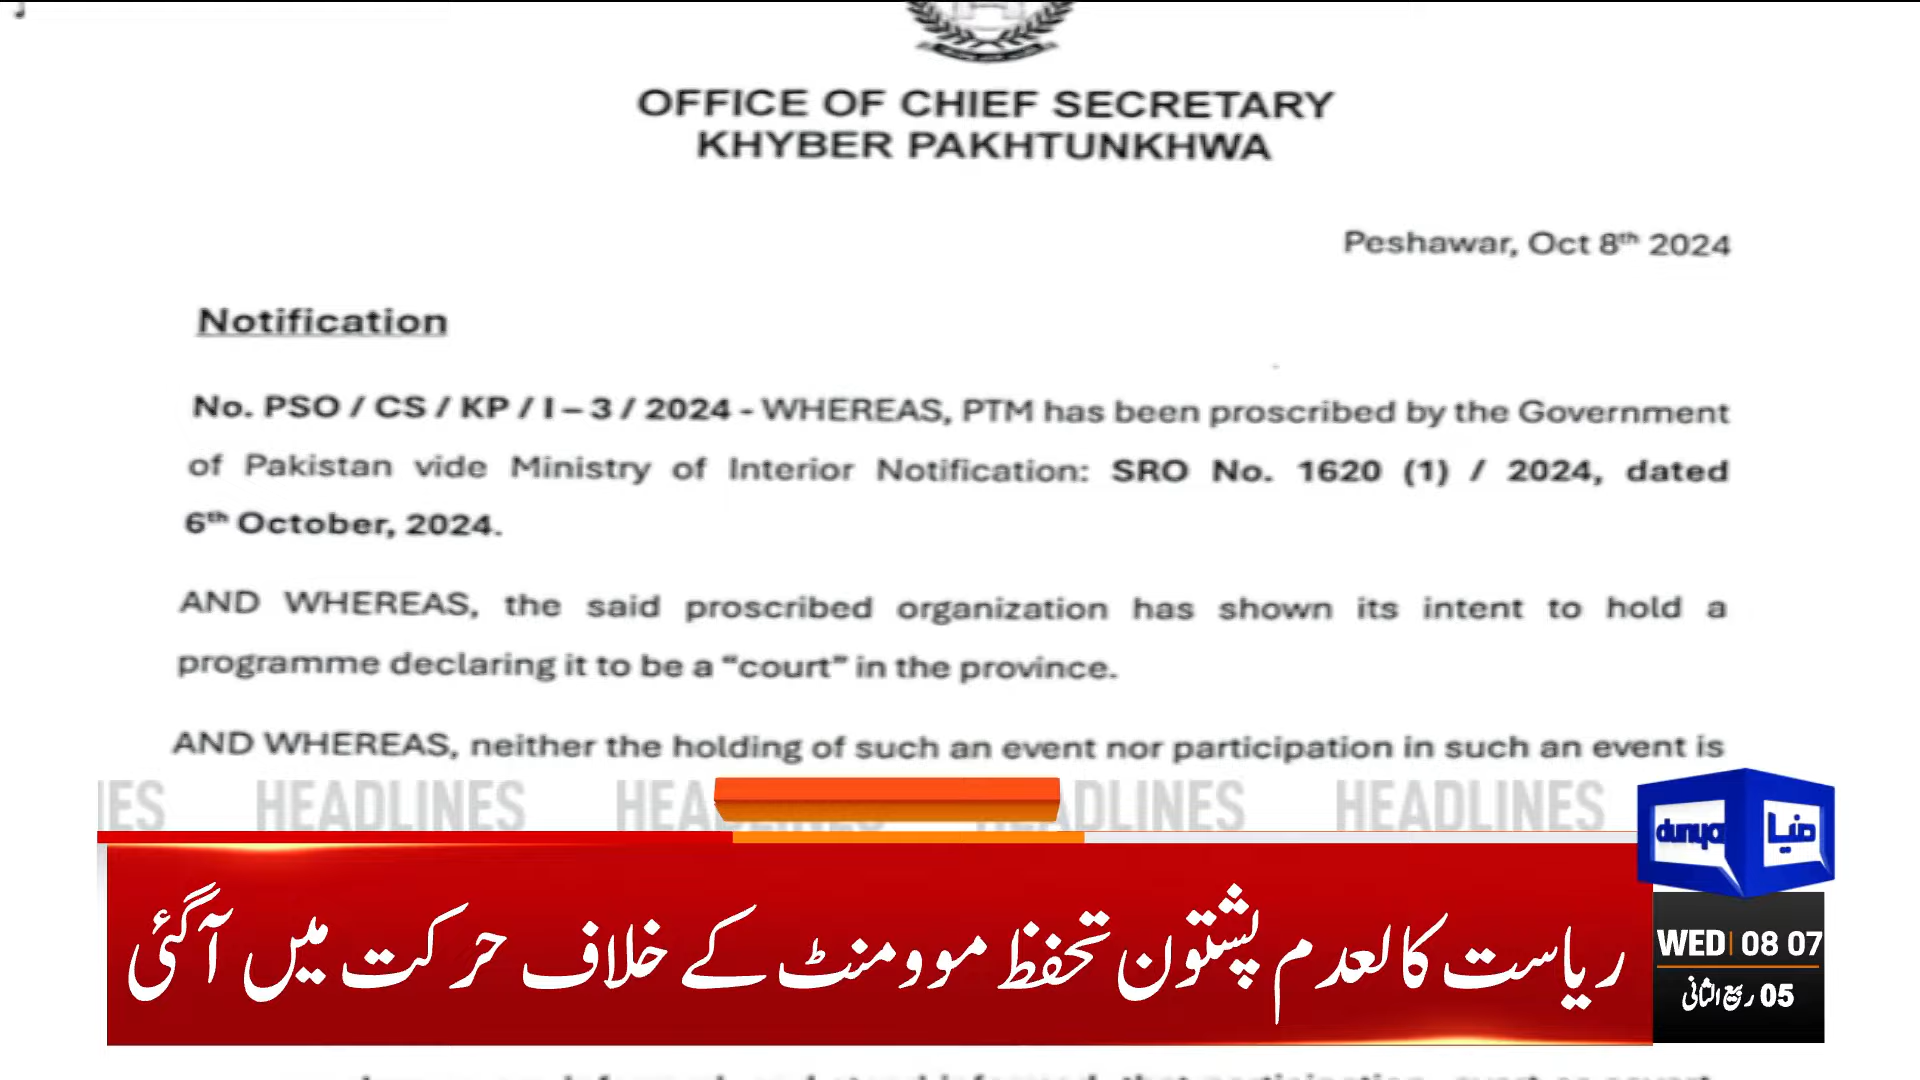 OFFICE OF CHIEF SECRETARY
KHYBER PAKHTUNKHWA
Peshawar, Oct 8th 2024
Notification
No. PSO / CS / KP / I – 3 / 2024 - WHEREAS, PTM has been proscribed by the Government
of Pakistan vide Ministry of Interior Notification: SRO No. 1620 (1) / 2024, dated
6th October, 2024.
AND WHEREAS, the said proscribed organization has shown its intent to hold a
programme declaring it to be a “court” in the province.
AND WHEREAS, neither the holding of such an event nor participation in such an event is
HEADLINES HEADLINES
dunya دنیا
ریاست کالعدم پشتون تحفظ موومنٹ کے خلاف حرکت میں آگئی
WED 08 07
05 ربیع الثانی